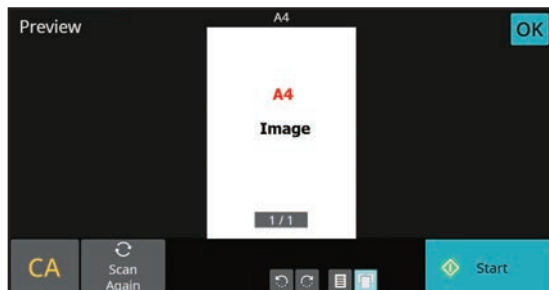 Preview
A4
OK
A4
Image
1 / 1
CA
Scan
Again
Start